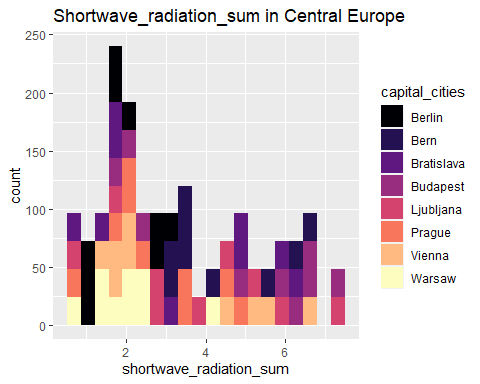 Shortwave_radiation_sum in Central Europe
250
200
150
100
50
0
count
2 4 6
shortwave_radiation_sum
capital_cities
Berlin
Bern
Bratislava
Budapest
Ljubljana
Prague
Vienna
Warsaw